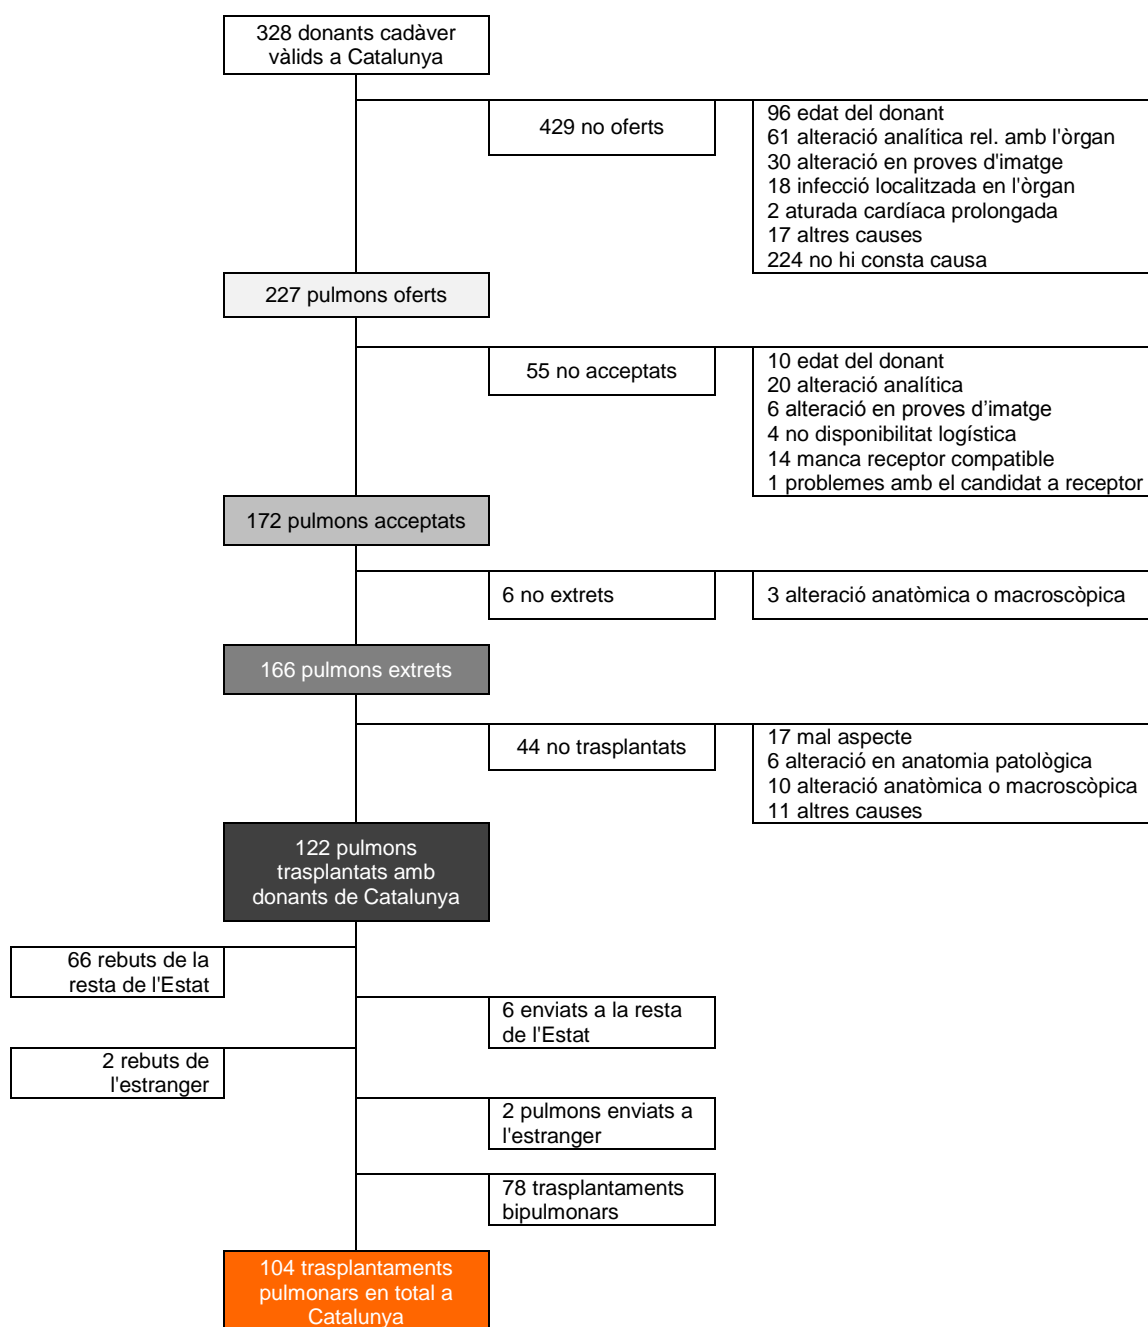 328 donants cadàver
vàlids a Catalunya
429 no oferts
96 edat del donant
61 alteració analítica rel. amb l'òrgan
30 alteració en proves d'imatge
18 infecció localitzada en l'òrgan
2 aturada cardíaca prolongada
17 altres causes
224 no hi consta causa
227 pulmons oferts
55 no acceptats
10 edat del donant
20 alteració analítica
6 alteració en proves d’imatge
4 no disponibilitat logística
14 manca receptor compatible
1 problemes amb el candidat a receptor
172 pulmons acceptats
6 no extrets
3 alteració anatòmica o macroscòpica
166 pulmons extrets
44 no trasplantats
17 mal aspecte
6 alteració en anatomia patològica
10 alteració anatòmica o macroscòpica
11 altres causes
122 pulmons
trasplantats amb
donants de Catalunya
66 rebuts de la
resta de l'Estat
6 enviats a la resta
de l'Estat
2 rebuts de
l'estranger
2 pulmons enviats a
l'estranger
78 trasplantaments
bipulmonars
104 trasplantaments
pulmonars en total a
Catalunya